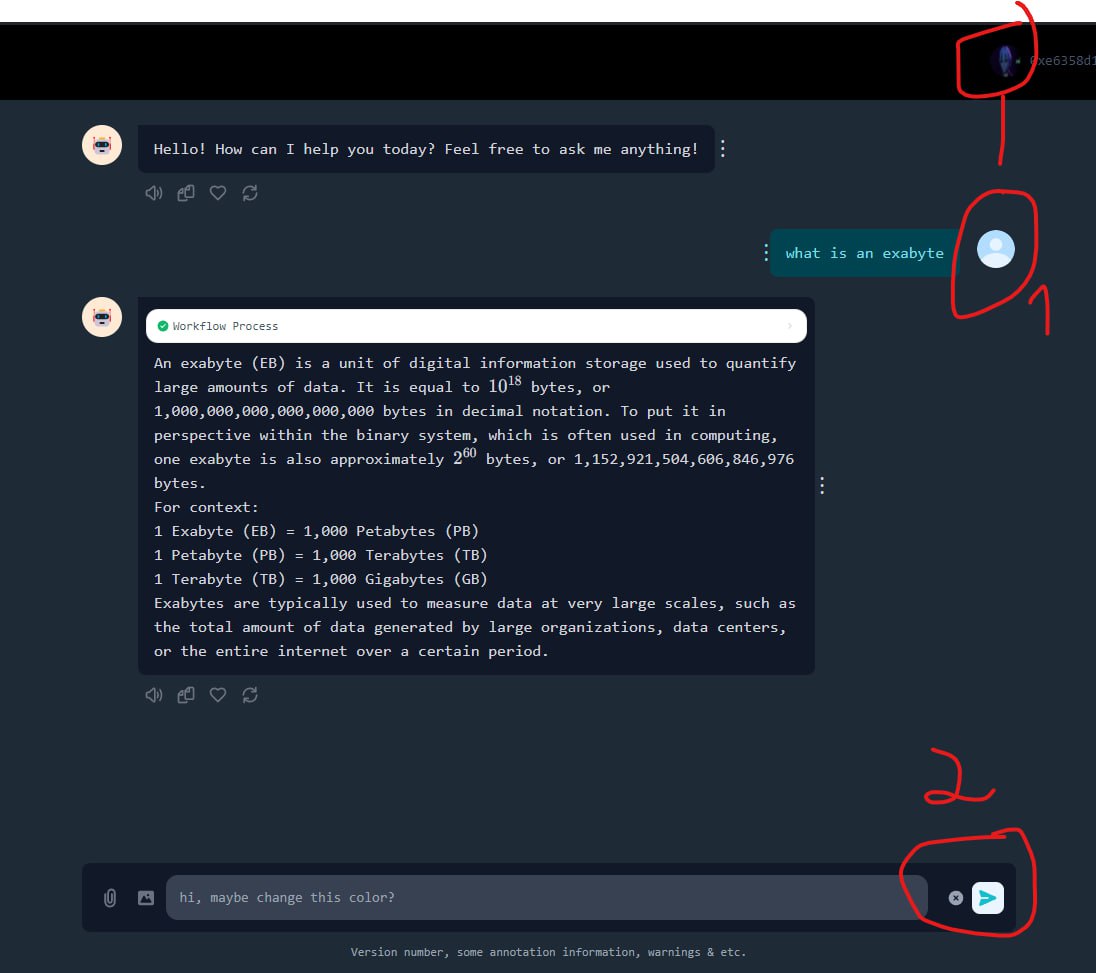 0xe6358d1
Hello! How can I help you today? Feel free to ask me anything!
1
what is an exabyte
1
Workflow Process
An exabyte (EB) is a unit of digital information storage used to quantify
large amounts of data. It is equal to 10^18 bytes, or
1,000,000,000,000,000,000 bytes in decimal notation. To put it in
perspective within the binary system, which is often used in computing,
one exabyte is also approximately 2^60 bytes, or 1,152,921,504,606,846,976
bytes.
For context:
1 Exabyte (EB) = 1,000 Petabytes (PB)
1 Petabyte (PB) = 1,000 Terabytes (TB)
1 Terabyte (TB) = 1,000 Gigabytes (GB)
Exabytes are typically used to measure data at very large scales, such as
the total amount of data generated by large organizations, data centers,
or the entire internet over a certain period.
2
hi, maybe change this color?
Version number, some annotation information, warnings & etc.